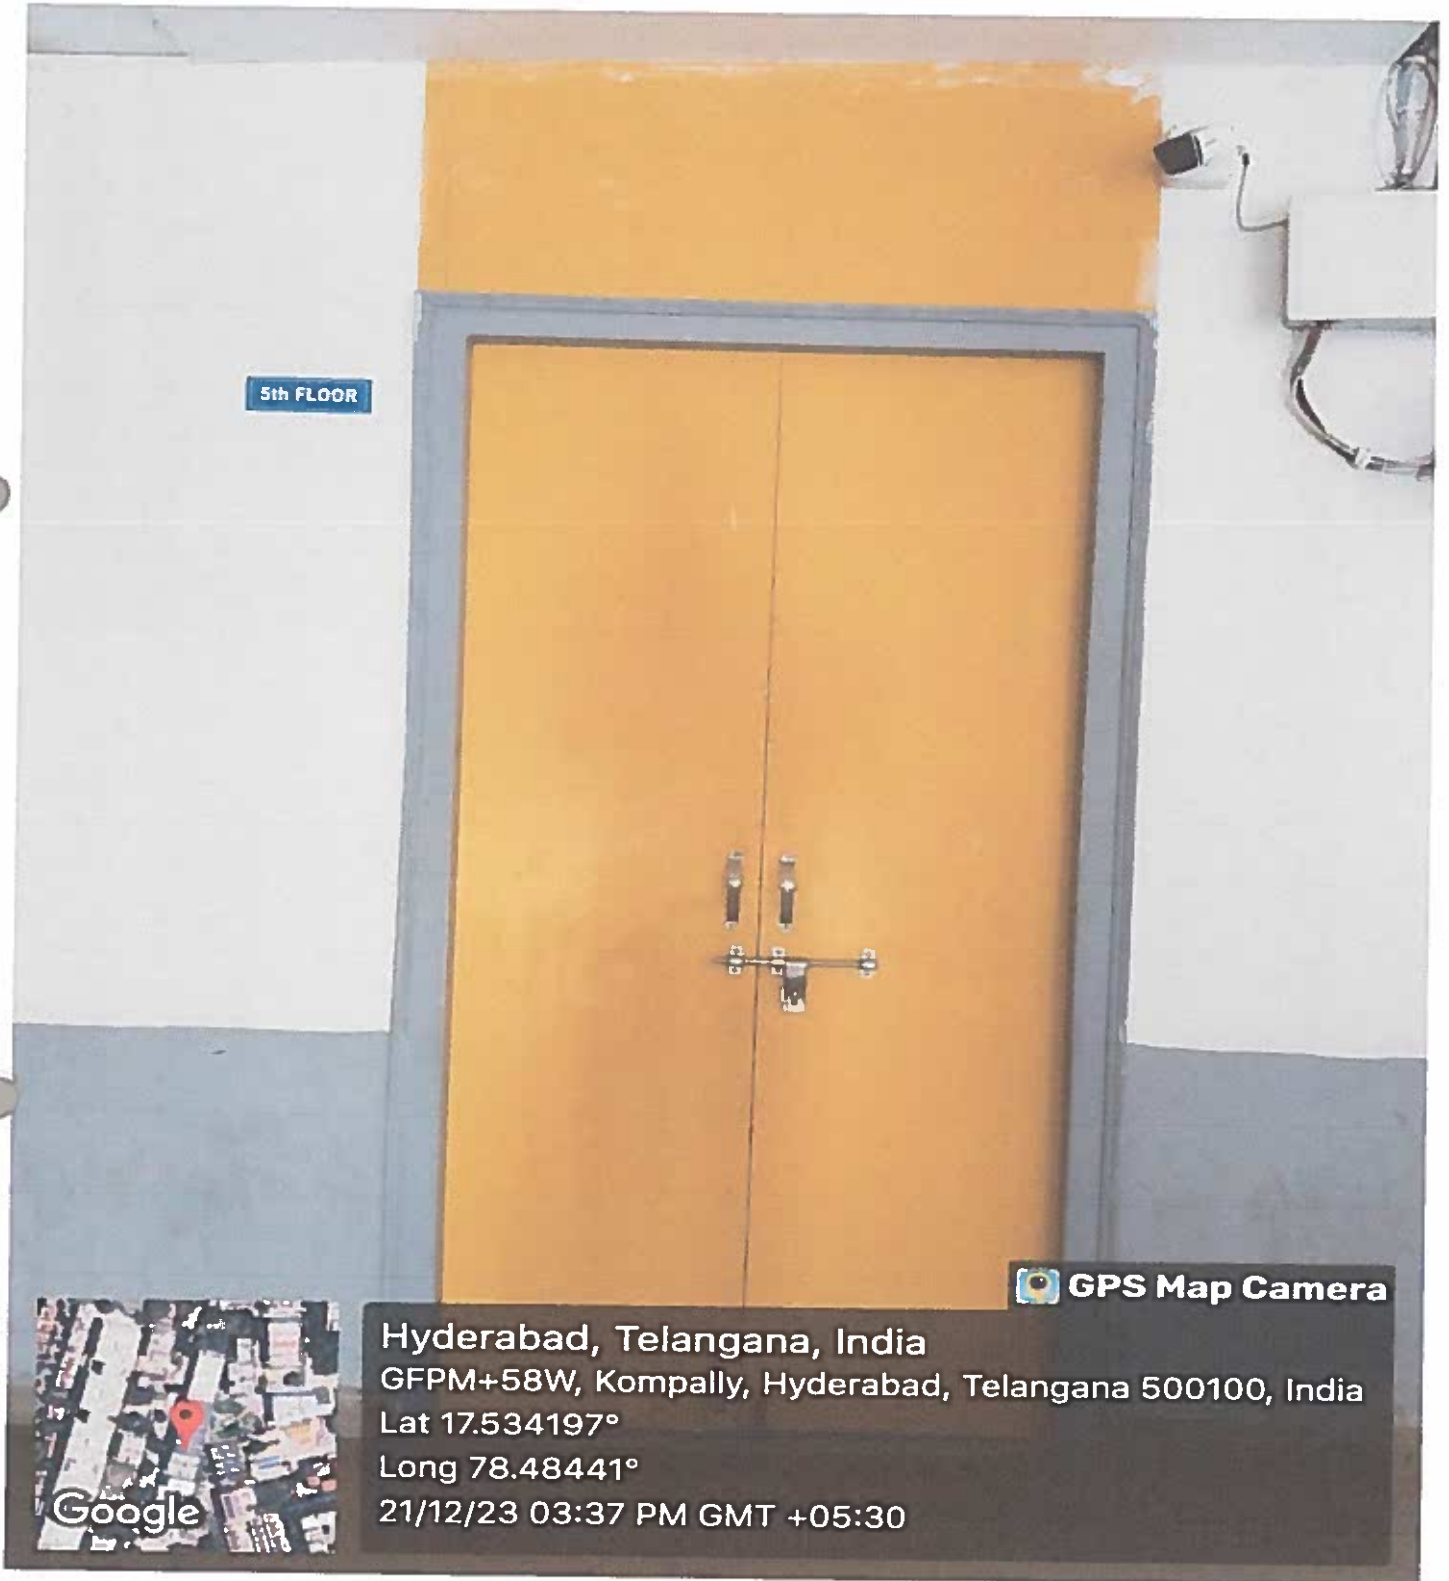 5th FLOOR
GPS Map Camera
Hyderabad, Telangana, India
GFPM+58W, Kompally, Hyderabad, Telangana 500100, India
Lat 17.534197°
Long 78.48441°
21/12/23 03:37 PM GMT +05:30
Google